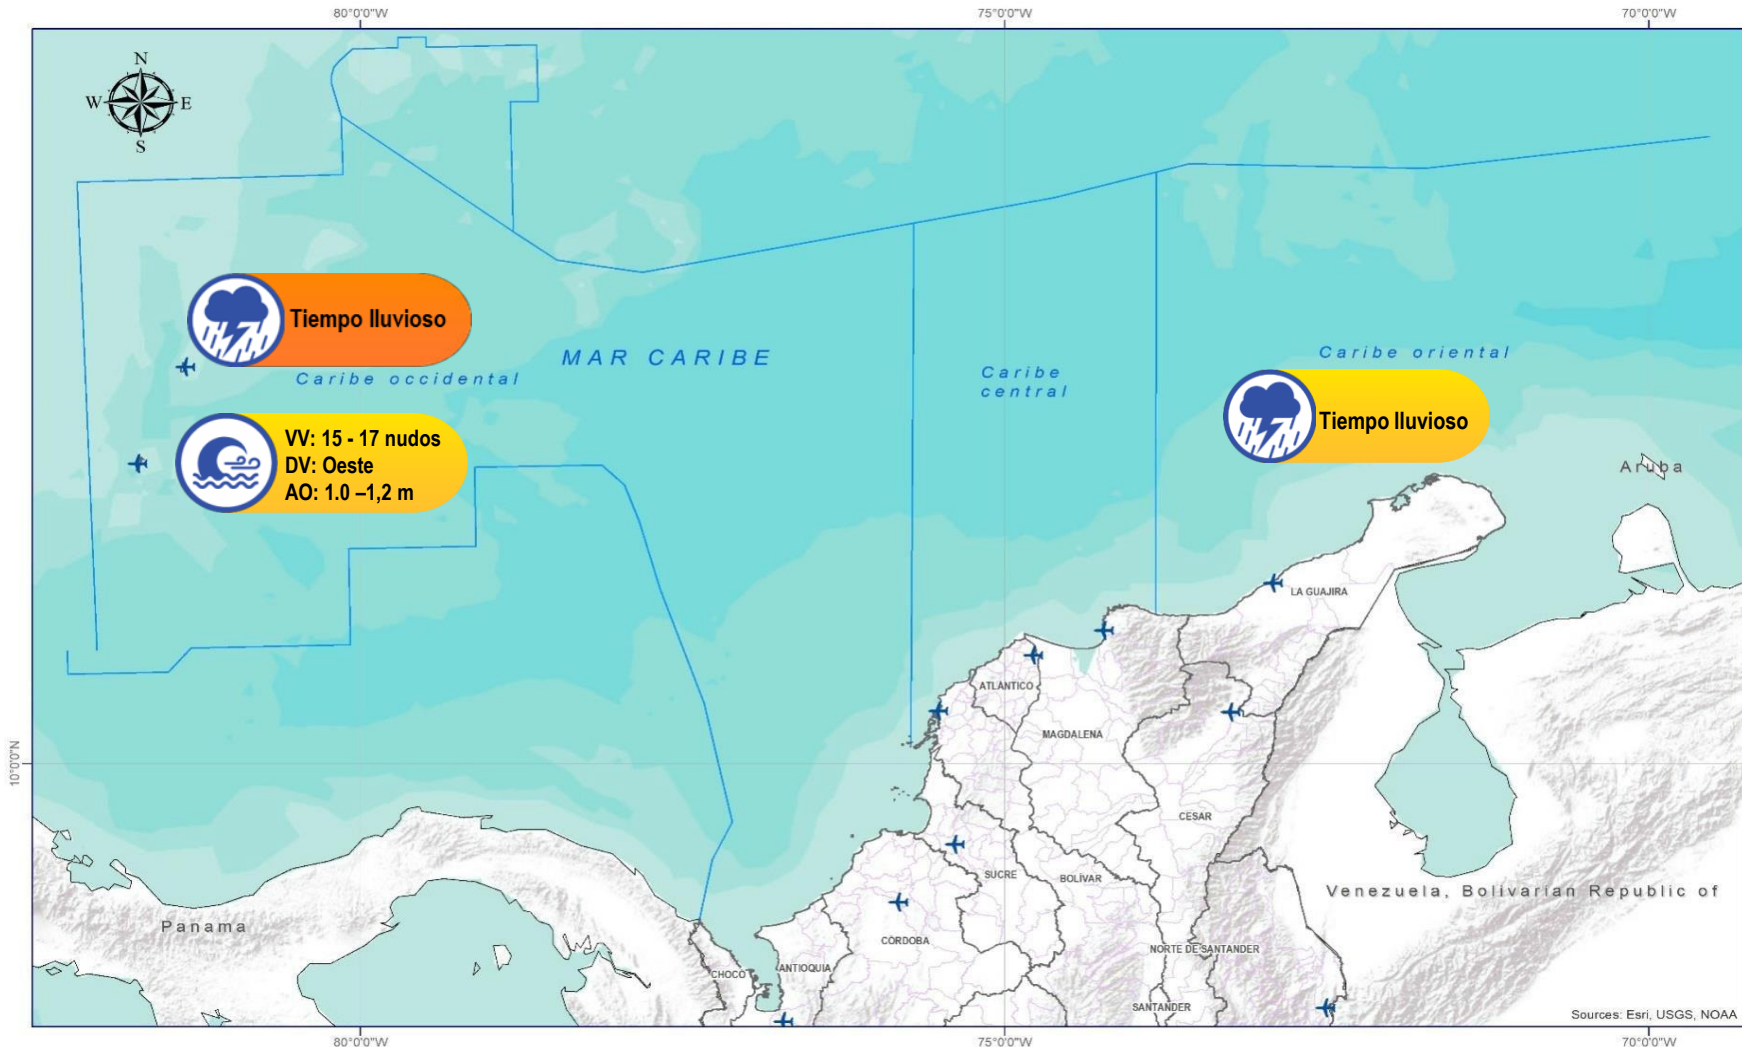 80°0'0"W
75°0'0"W
70°0'0"W
N
W
E
S
Tiempo lluvioso
MAR CARIBE
Caribe occidental
Caribe
central
Caribe oriental
Tiempo lluvioso
VV: 15 - 17 nudos
DV: Oeste
AO: 1.0 –1,2 m
Aruba
LA GUAJIRA
ATLANTICO
MAGDALENA
10°0'0"N
CESAR
SUCRE
BOLÍVAR
Venezuela, Bolivarian Republic of
Panama
CÓRDOBA
NORTE DE SANTANDER
CHOCO
ANTIOQUIA
SANTANDER
Sources: Esri, USGS, NOAA
80°0'0"W
75°0'0"W
70°0'0"W